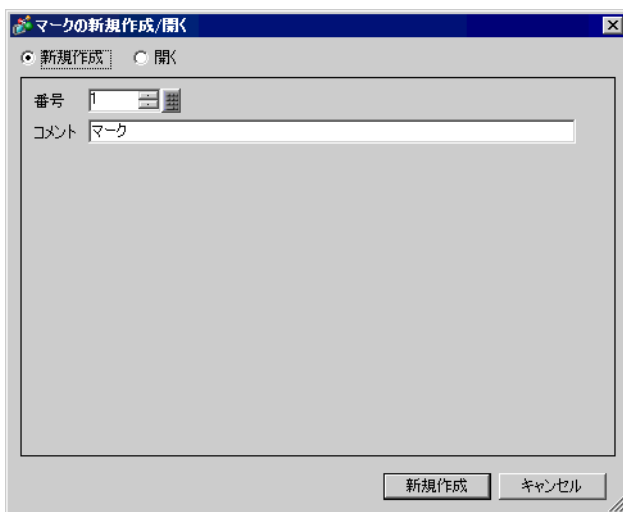 マークの新規作成/開く
新規作成 開く
番号 1
コメント マーク
新規作成 キャンセル